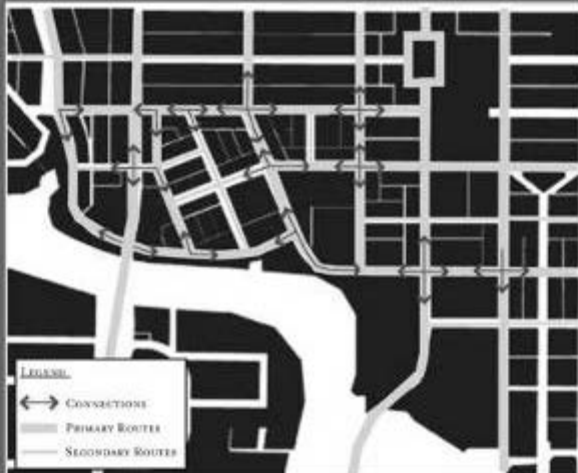 LEGEND
CONNECTIONS
PRIMARY ROUTES
SECONDARY ROUTES